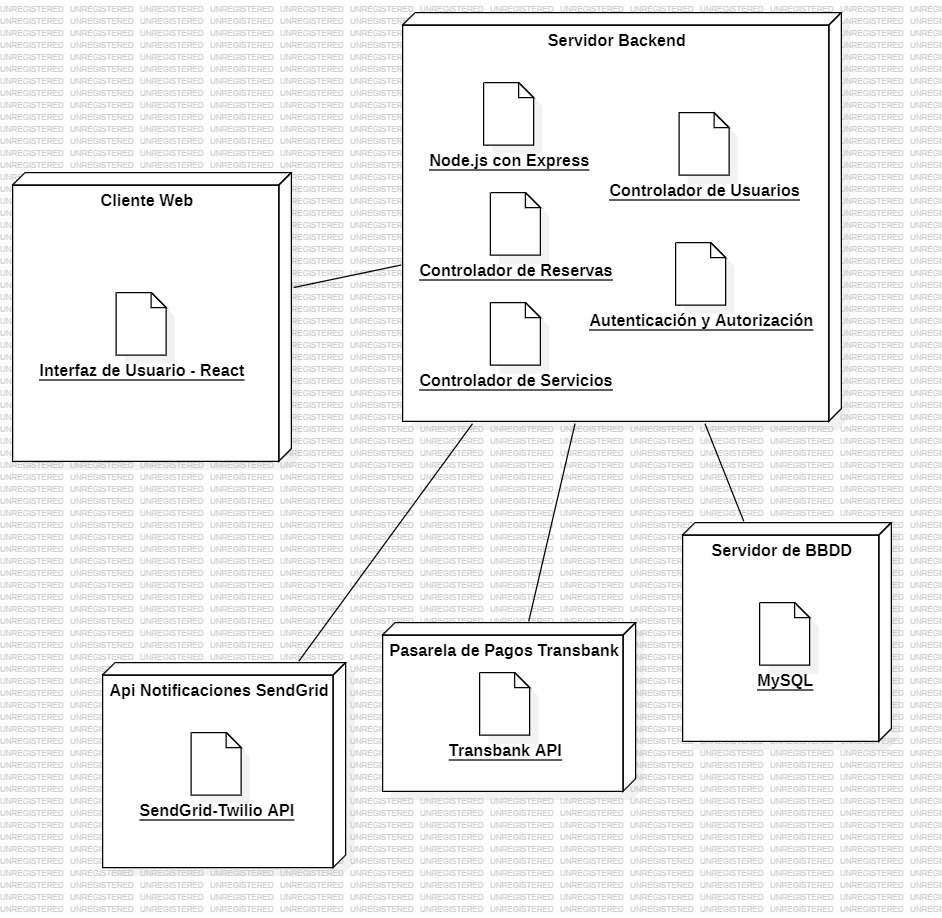 Servidor Backend
Node.js con Express
Controlador de Usuarios
Controlador de Reservas
Autenticación y Autorización
Controlador de Servicios
Cliente Web
Interfaz de Usuario - React
Servidor de BBDD
MySQL
Pasarela de Pagos Transbank
Transbank API
Api Notificaciones SendGrid
SendGrid-Twilio API
UNREGISTERED